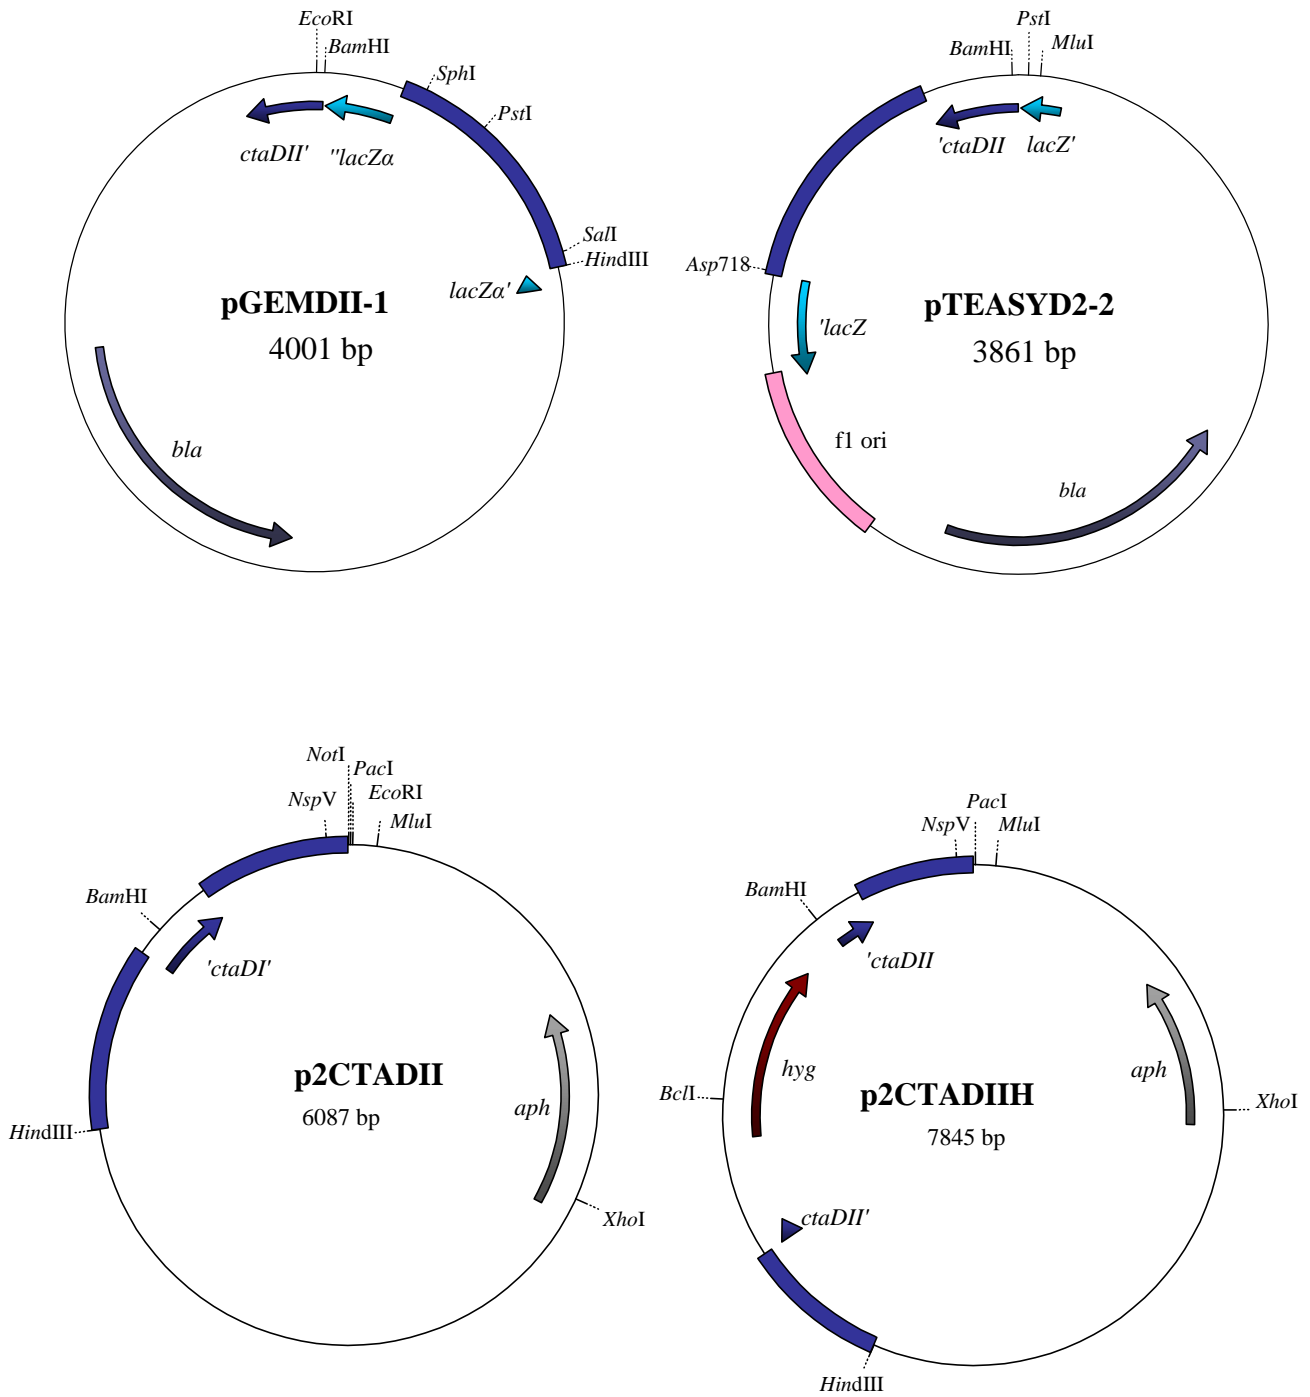 EcoRI
BamHI
SphI
PstI
ctaDII' "lacZα
SalI
HindIII
lacZα'
pGEMDII-1
4001 bp
bla
PstI
BamHI
MluI
'ctaDII
lacZ'
Asp718
'lacZ
pTEASYD2-2
3861 bp
f1 ori
bla
NotI
PacI
EcoRI
NspV
MluI
BamHI
'ctaDI'
p2CTADII
6087 bp
aph
HindIII
XhoI
PacI
NspV
MluI
BamHI
'ctaDII
hyg
BclI
p2CTADIIH
7845 bp
aph
XhoI
ctaDII'
HindIII